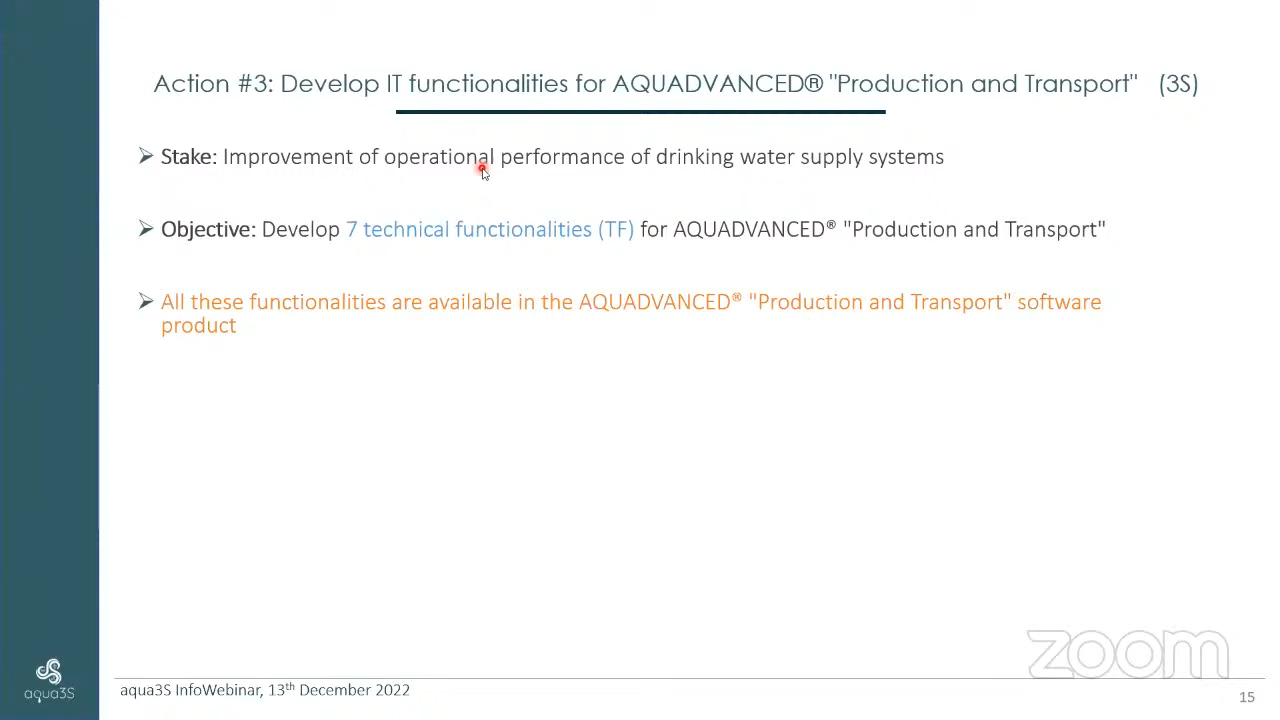 Action #3: Develop IT functionalities for AQUADVANCED® "Production and Transport" (3S)
➢ Stake: Improvement of operational performance of drinking water supply systems
➢ Objective: Develop 7 technical functionalities (TF) for AQUADVANCED® "Production and Transport"
➢ All these functionalities are available in the AQUADVANCED® "Production and Transport" software
product
zoom
aqua3S
aqua3S InfoWebinar, 13th December 2022
15